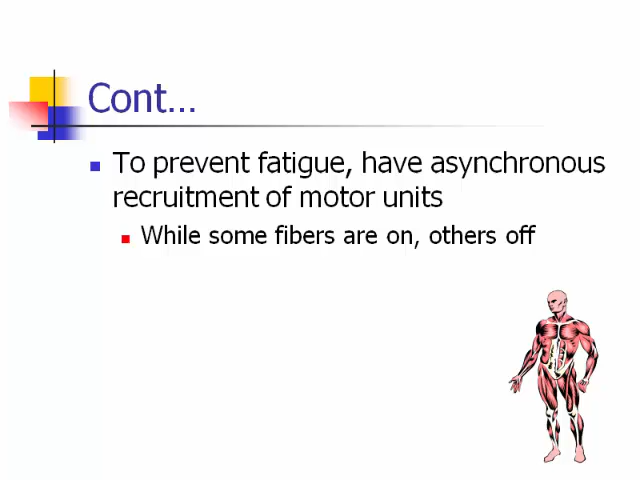 Cont...
To prevent fatigue, have asynchronous
recruitment of motor units
While some fibers are on, others off